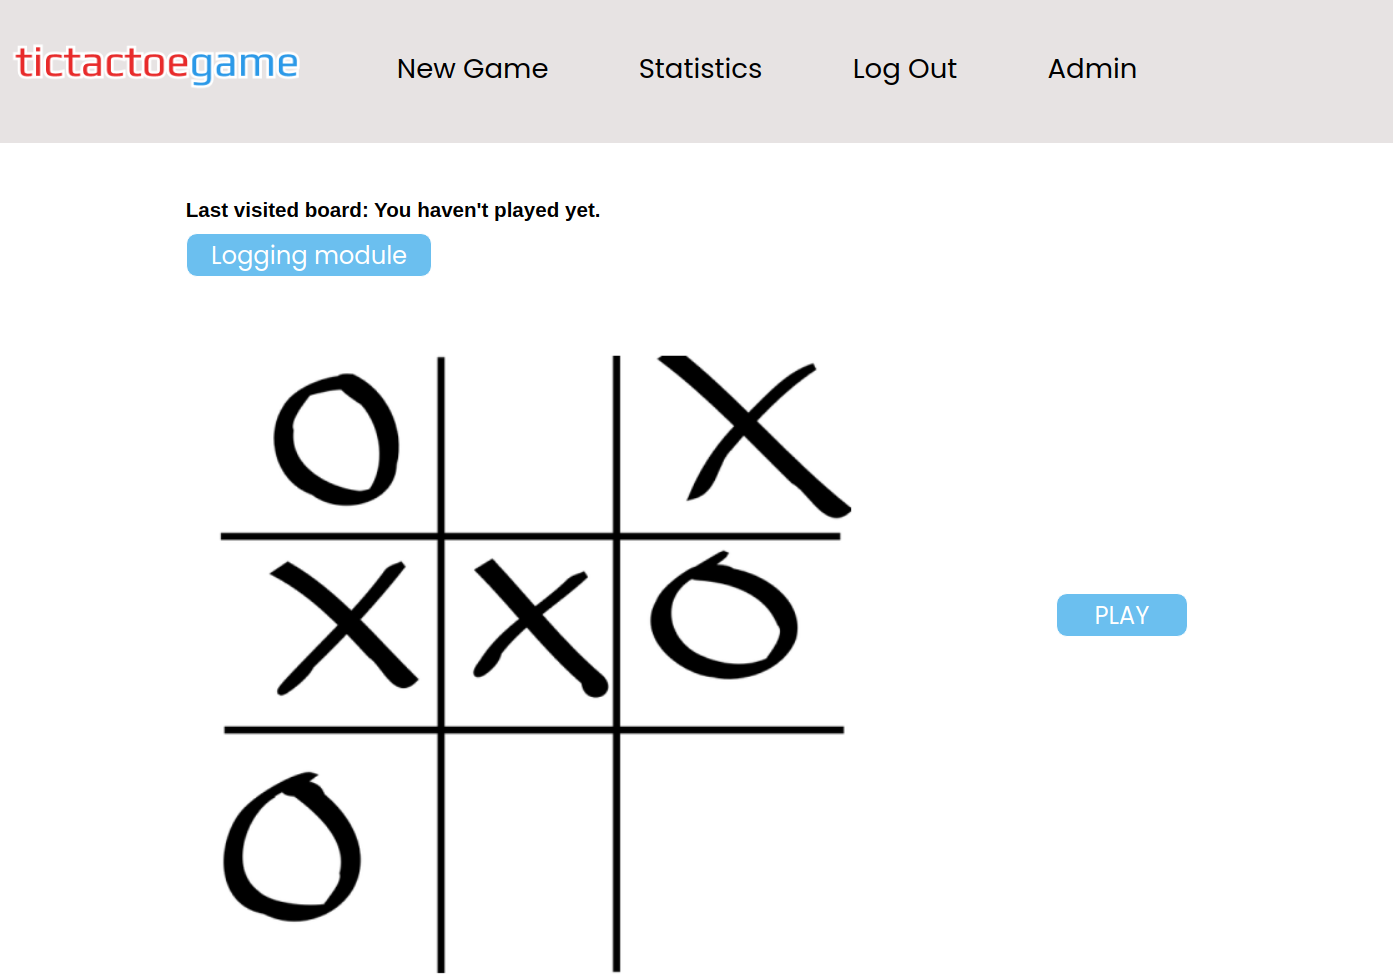 tictactoegame New Game Statistics Log Out Admin
Last visited board: You haven't played yet.
Logging module
O X
X X O
PLAY
O